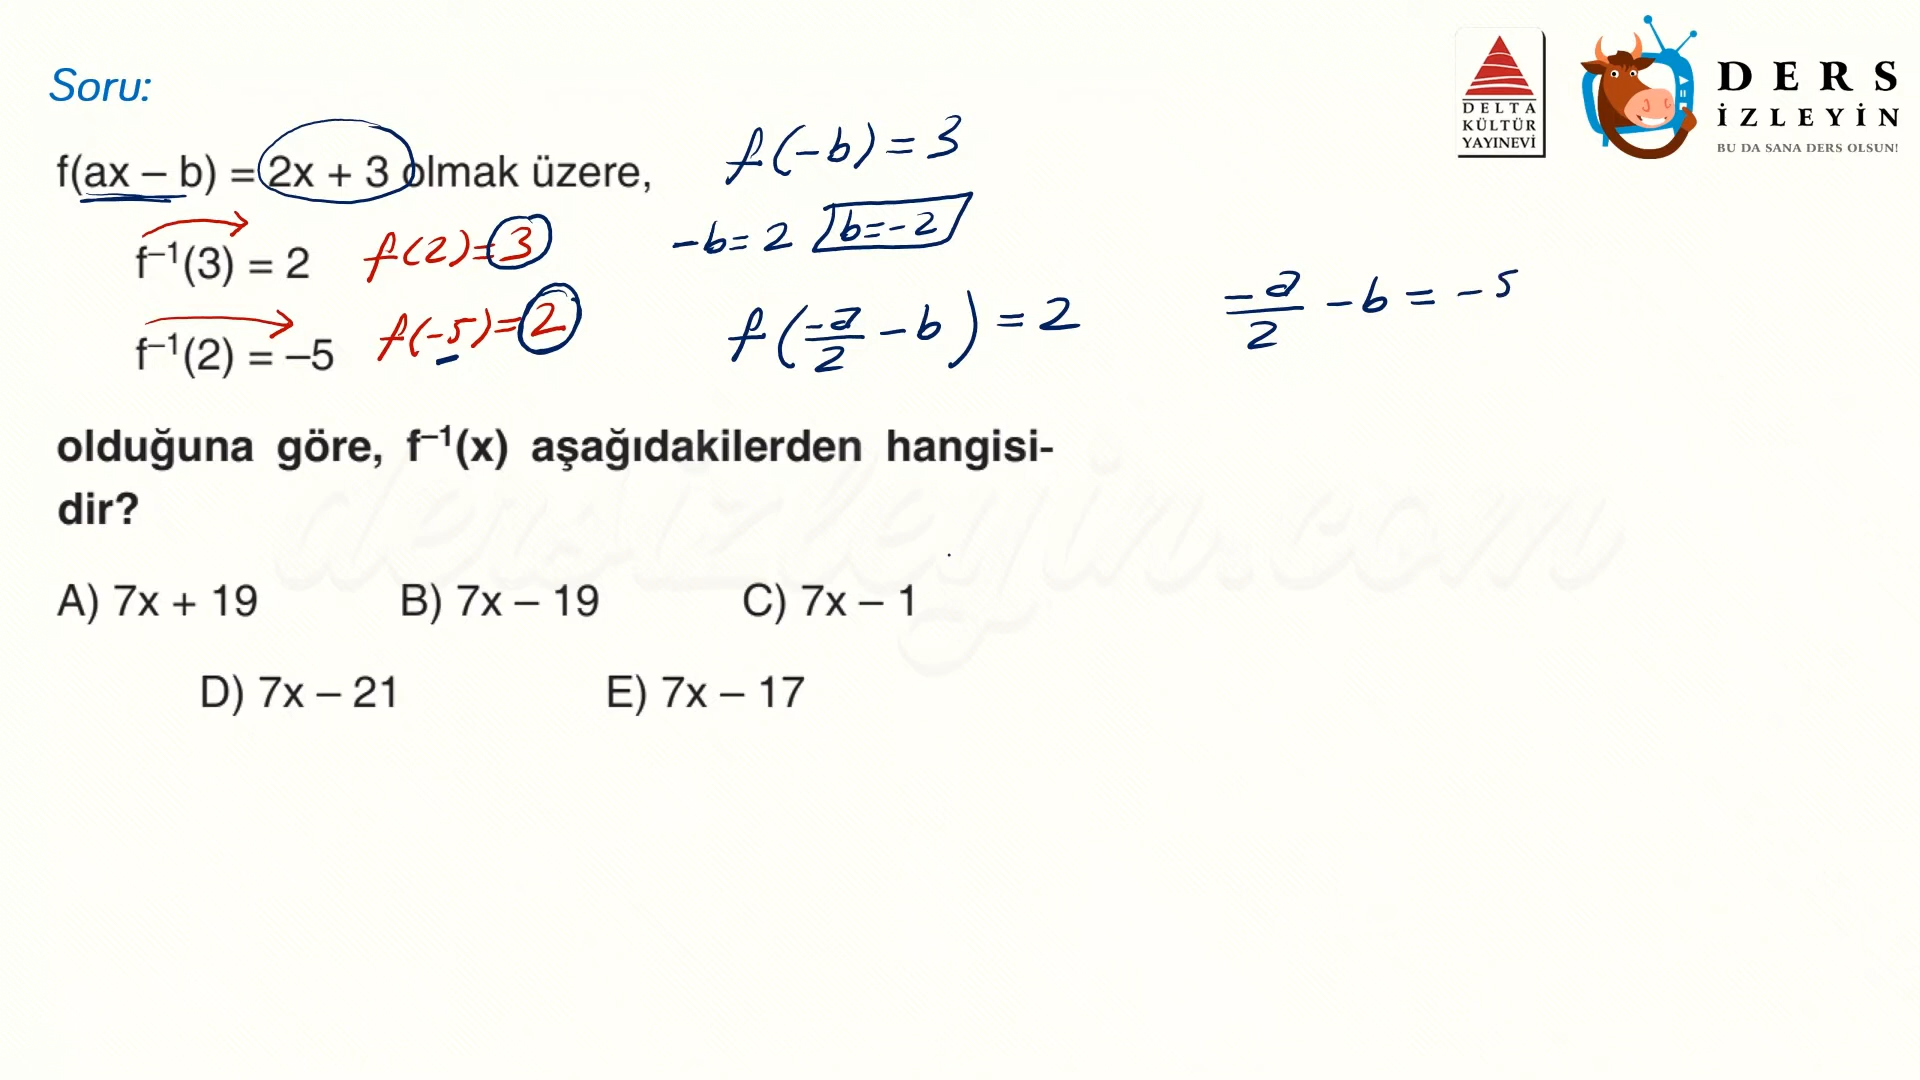 Soru:
f(ax – b) = 2x + 3 olmak üzere,
f⁻¹(3) = 2
f⁻¹(2) = –5
f(2)=3
f(-5)=2
f(-b)=3
-b=2 b=-2
f(-a/2 - b)=2
-a/2 - b = -5
olduğuna göre, f⁻¹(x) aşağıdakilerden hangisi-
dir?
A) 7x + 19 B) 7x – 19 C) 7x – 1
D) 7x – 21 E) 7x – 17
DELTA
KÜLTÜR
YAYINEVİ
DERS
İZLEYİN
BU DA SANA DERS OLSUN!
dersizleyin.com